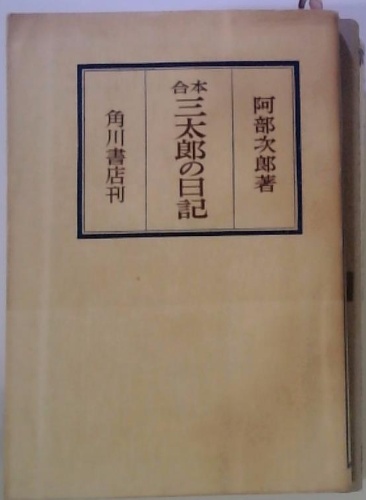 阿部次郎著
合本
三太郎の日記
角川書店刊